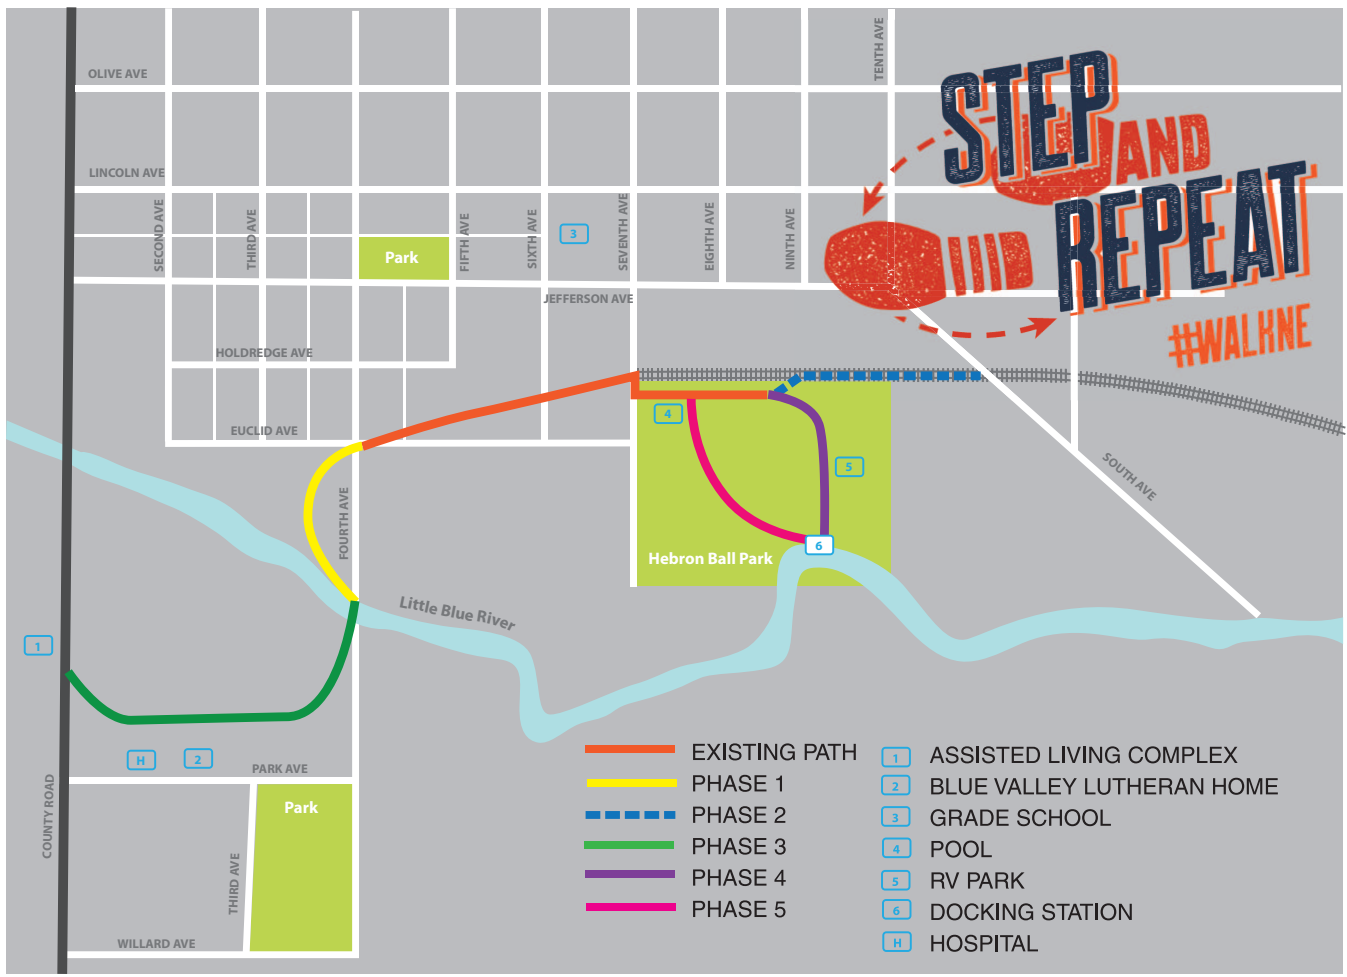 OLIVE AVE
TENTH AVE
STEP
AND
REPEAT
#WALKNE
LINCOLN AVE
SECOND AVE
THIRD AVE
FIFTH AVE
SIXTH AVE
SEVENTH AVE
EIGHTH AVE
NINTH AVE
3
Park
JEFFERSON AVE
HOLDREDGE AVE
4
EUCLID AVE
5
SOUTH AVE
FOURTH AVE
6
Hebron Ball Park
Little Blue River
1
H
2
PARK AVE
Park
COUNTY ROAD
THIRD AVE
WILLARD AVE
EXISTING PATH
PHASE 1
PHASE 2
PHASE 3
PHASE 4
PHASE 5
1 ASSISTED LIVING COMPLEX
2 BLUE VALLEY LUTHERAN HOME
3 GRADE SCHOOL
4 POOL
5 RV PARK
6 DOCKING STATION
H HOSPITAL